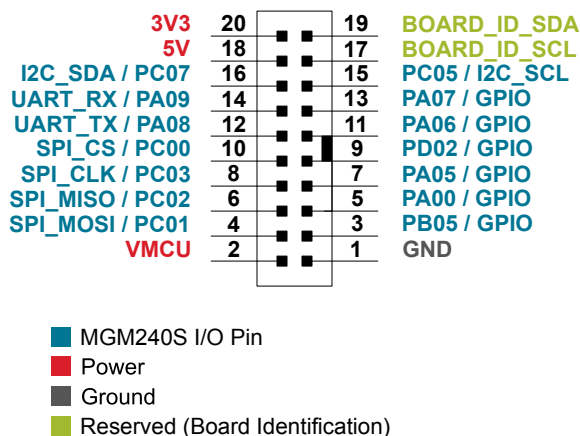 3V3 20 19 BOARD_ID_SDA
5V 18 17 BOARD_ID_SCL
I2C_SDA / PC07 16 15 PC05 / I2C_SCL
UART_RX / PA09 14 13 PA07 / GPIO
UART_TX / PA08 12 11 PA06 / GPIO
SPI_CS / PC00 10 9 PD02 / GPIO
SPI_CLK / PC03 8 7 PA05 / GPIO
SPI_MISO / PC02 6 5 PA00 / GPIO
SPI_MOSI / PC01 4 3 PB05 / GPIO
VMCU 2 1 GND
MGM240S I/O Pin
Power
Ground
Reserved (Board Identification)